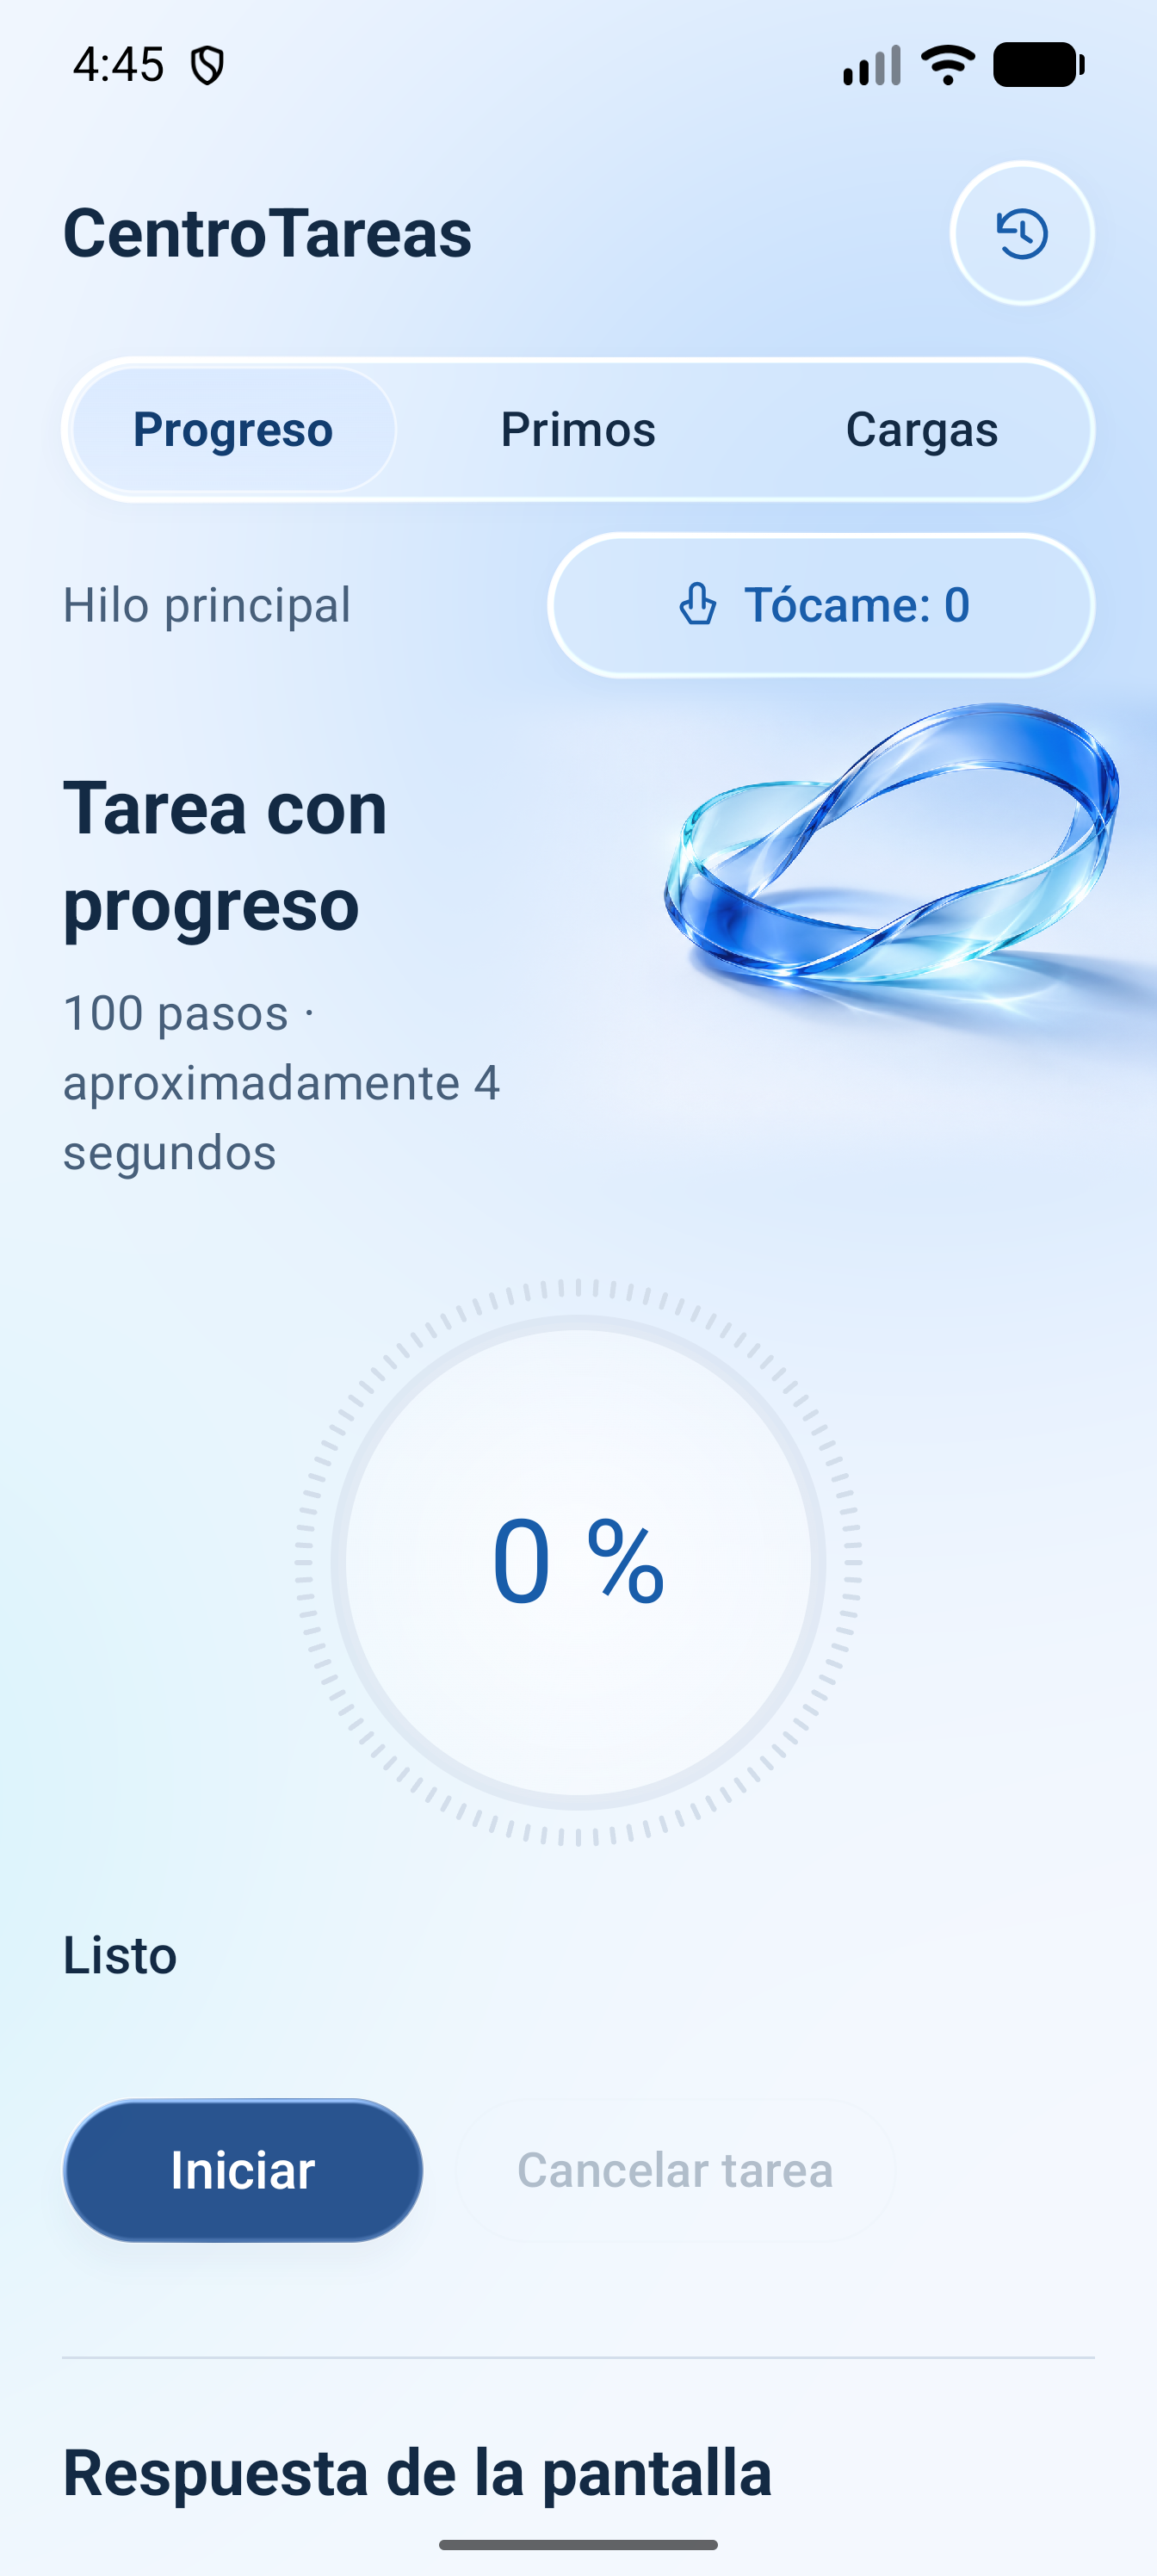 4:45
CentroTareas
Progreso
Primos
Cargas
Hilo principal
Tócame: 0
Tarea con
progreso
100 pasos ·
aproximadamente 4
segundos
0 %
Listo
Iniciar
Cancelar tarea
Respuesta de la pantalla